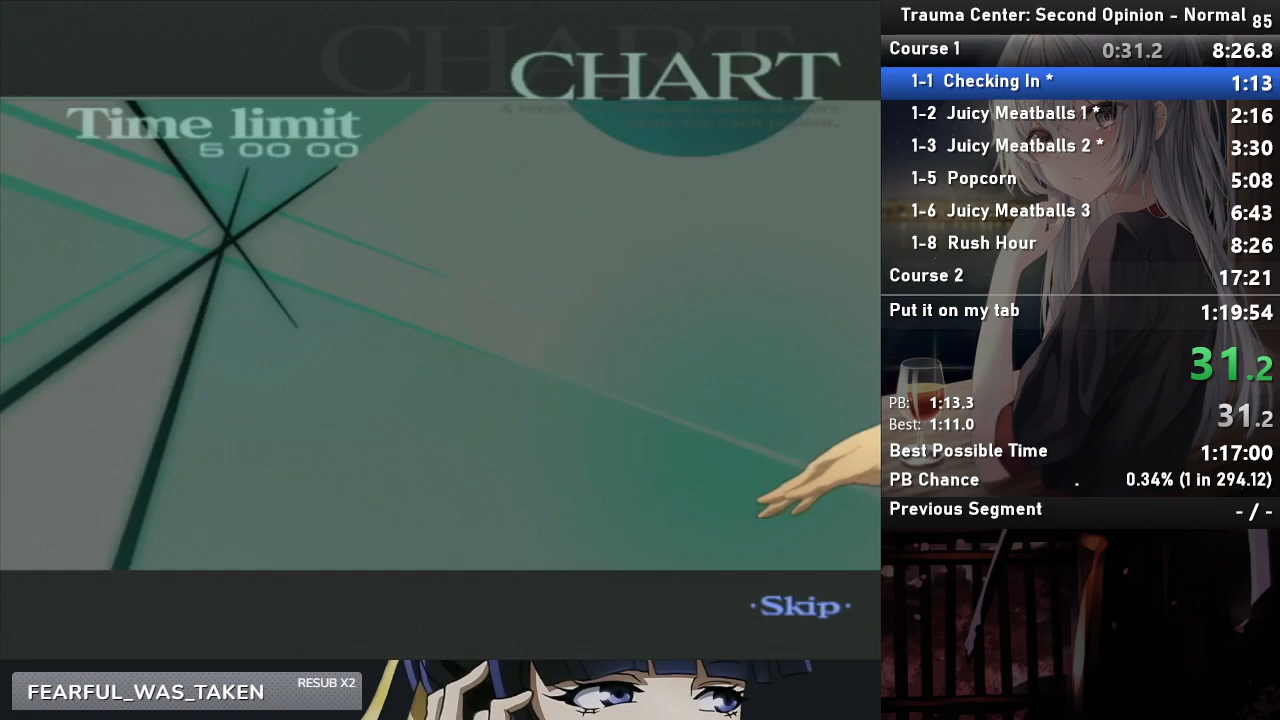 CHART
Time limit
5 00 00
·Skip·
FEARFUL_WAS_TAKEN
RESUB X2
Trauma Center: Second Opinion - Normal 85
Course 1 0:31.2 8:26.8
1-1 Checking In * 1:13
1-2 Juicy Meatballs 1 * 2:16
1-3 Juicy Meatballs 2 * 3:30
1-5 Popcorn 5:08
1-6 Juicy Meatballs 3 6:43
1-8 Rush Hour 8:26
Course 2 17:21
Put it on my tab 1:19:54
31.2
PB: 1:13.3
Best: 1:11.0
31.2
Best Possible Time 1:17:00
PB Chance . 0.34% (1 in 294.12)
Previous Segment - / -